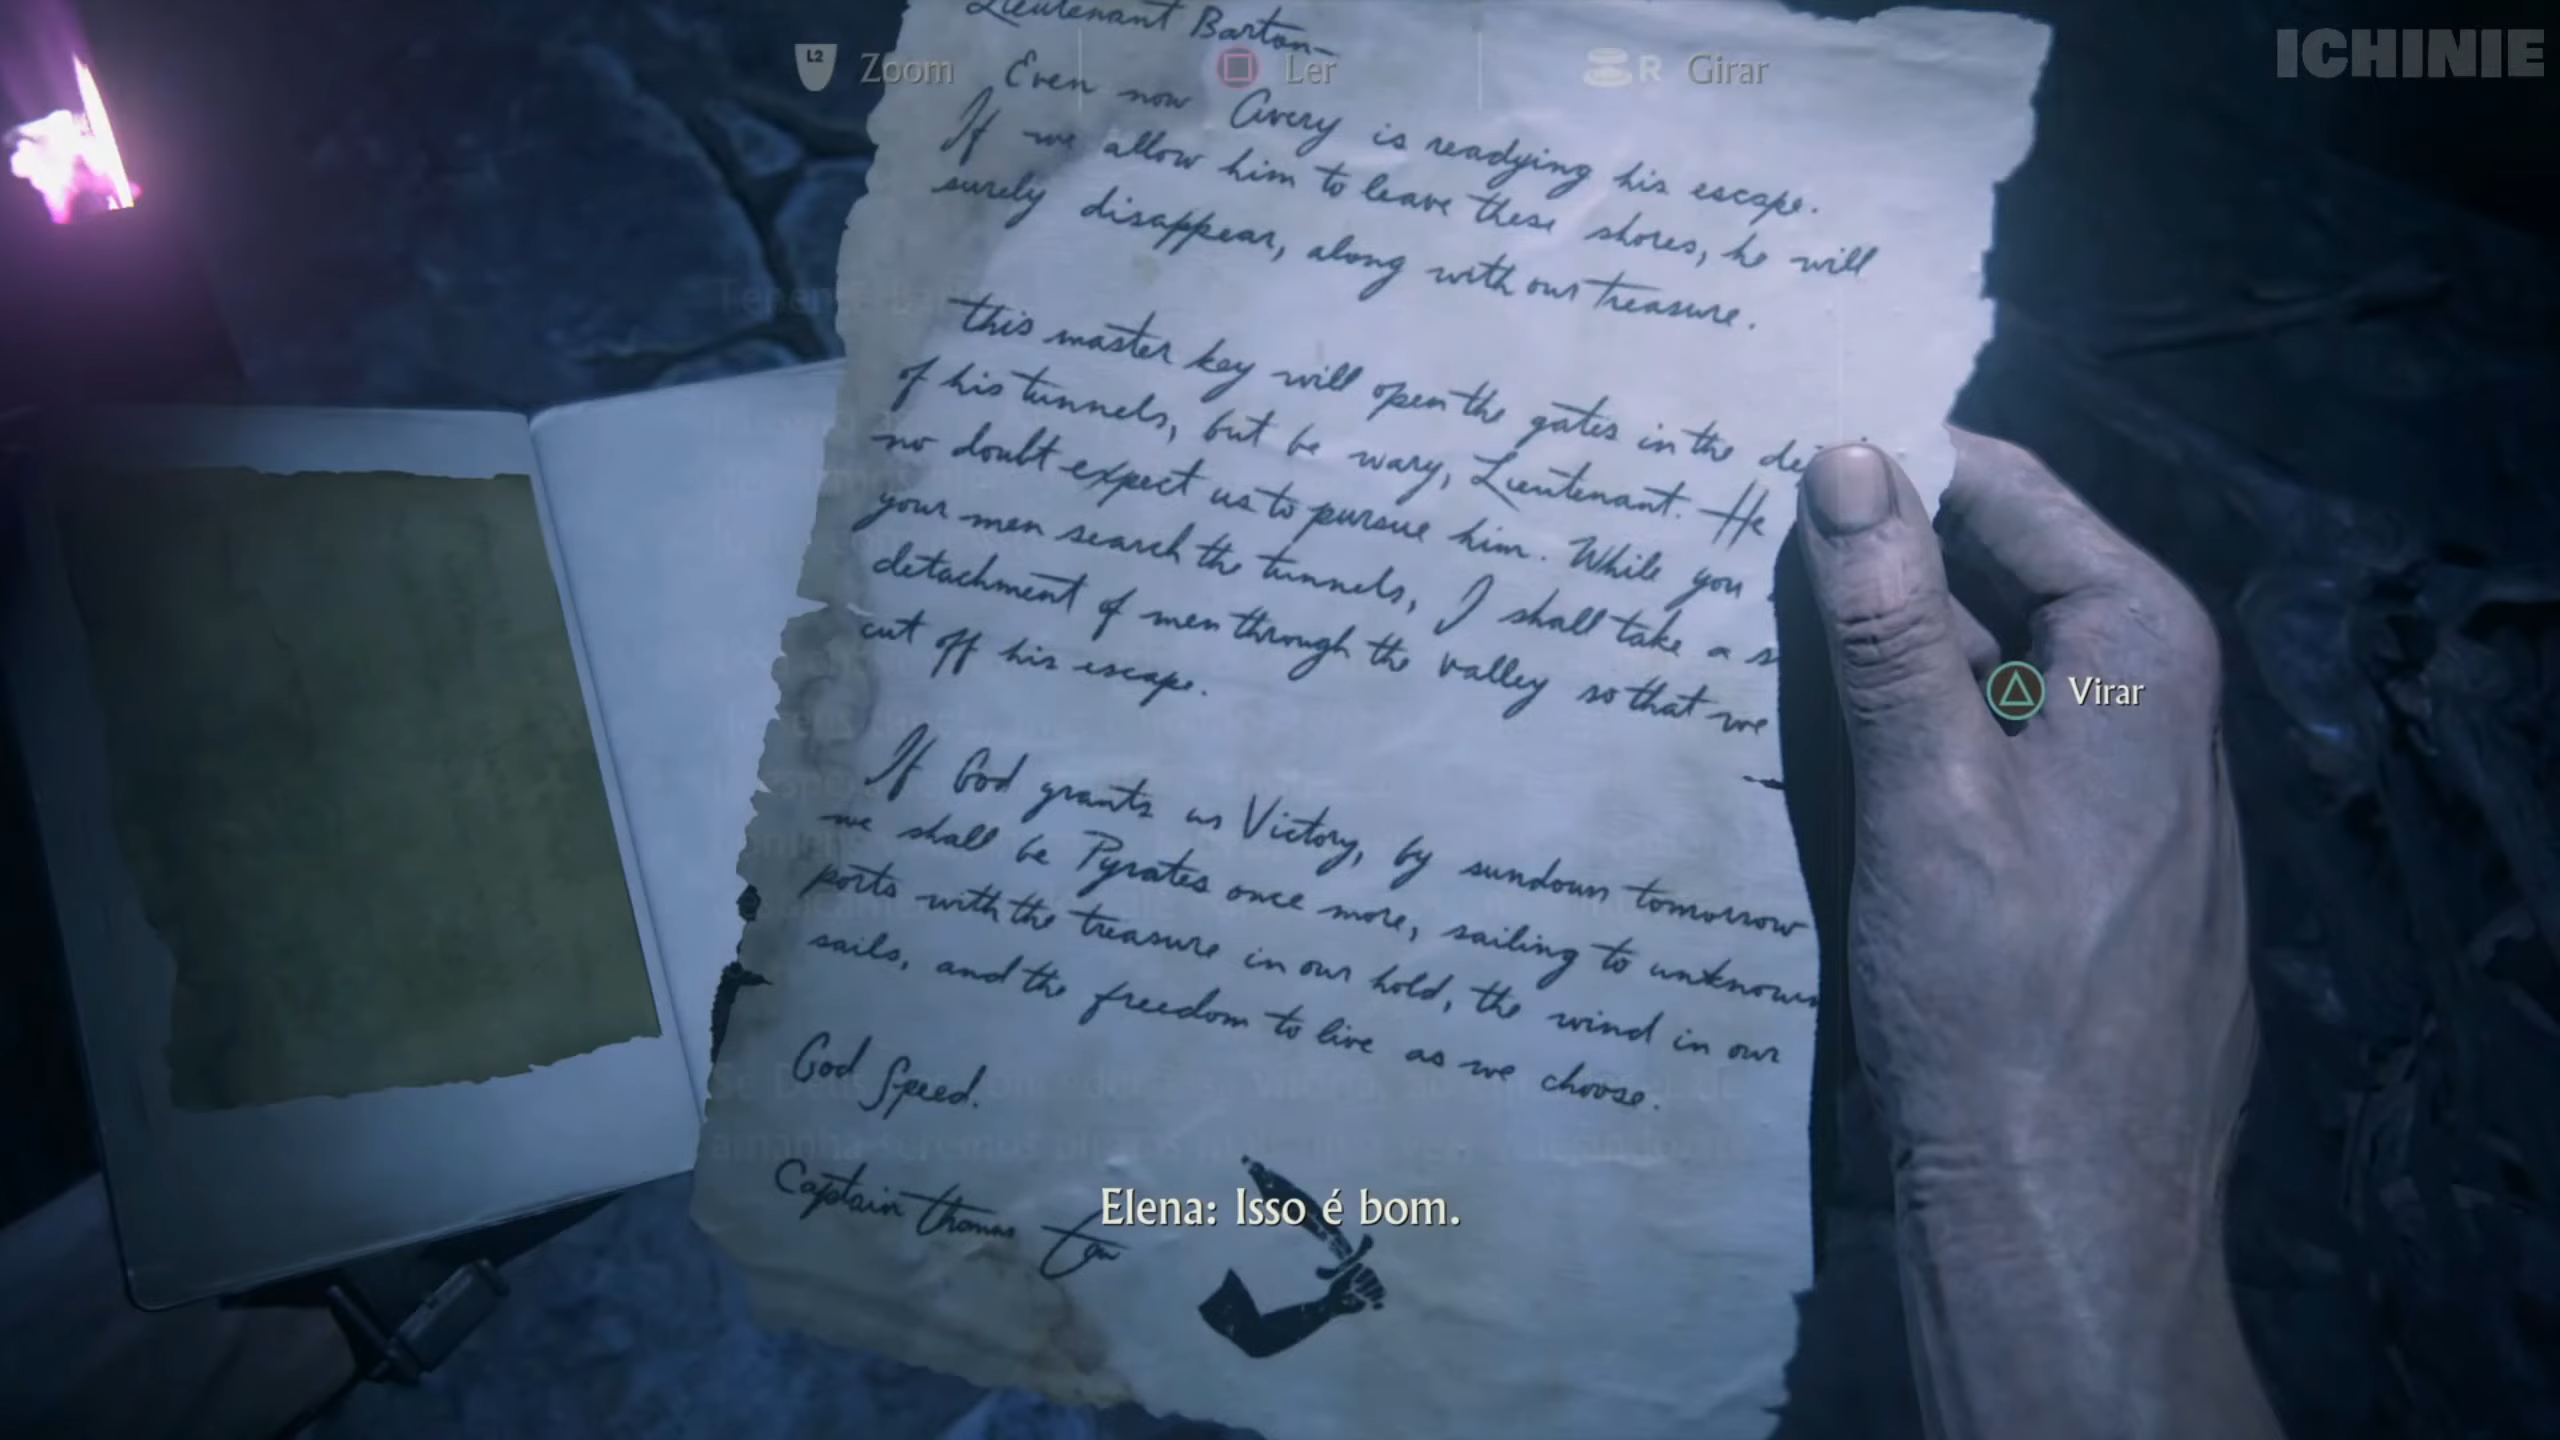 Lieutenant Barton—
L2 Zoom
Ler
R Girar
ICHINIE
Even now Avery is readying his escape.
If we allow him to leave these shores, he will
surely disappear, along with our treasure.
This master key will open the gates in the
of his tunnels, but be wary, Lieutenant. He
no doubt expect us to pursue him. While you
your men search the tunnels, I shall take a
detachment of men through the valley so that we
cut off his escape.
Virar
If God grants us Victory, by sundown tomorrow
we shall be Pyrates once more, sailing to unknown
ports with the treasure in our hold, the wind in our
sails, and the freedom to live as we choose.
God Speed.
Captain Thomas Tew
Elena: Isso é bom.